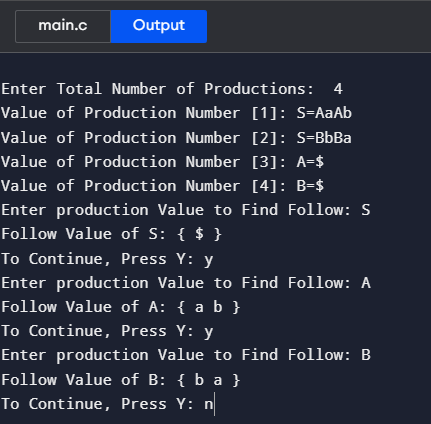 main.c Output
Enter Total Number of Productions: 4
Value of Production Number [1]: S=AaAb
Value of Production Number [2]: S=BbBa
Value of Production Number [3]: A=$
Value of Production Number [4]: B=$
Enter production Value to Find Follow: S
Follow Value of S: { $ }
To Continue, Press Y: y
Enter production Value to Find Follow: A
Follow Value of A: { a b }
To Continue, Press Y: y
Enter production Value to Find Follow: B
Follow Value of B: { b a }
To Continue, Press Y: n